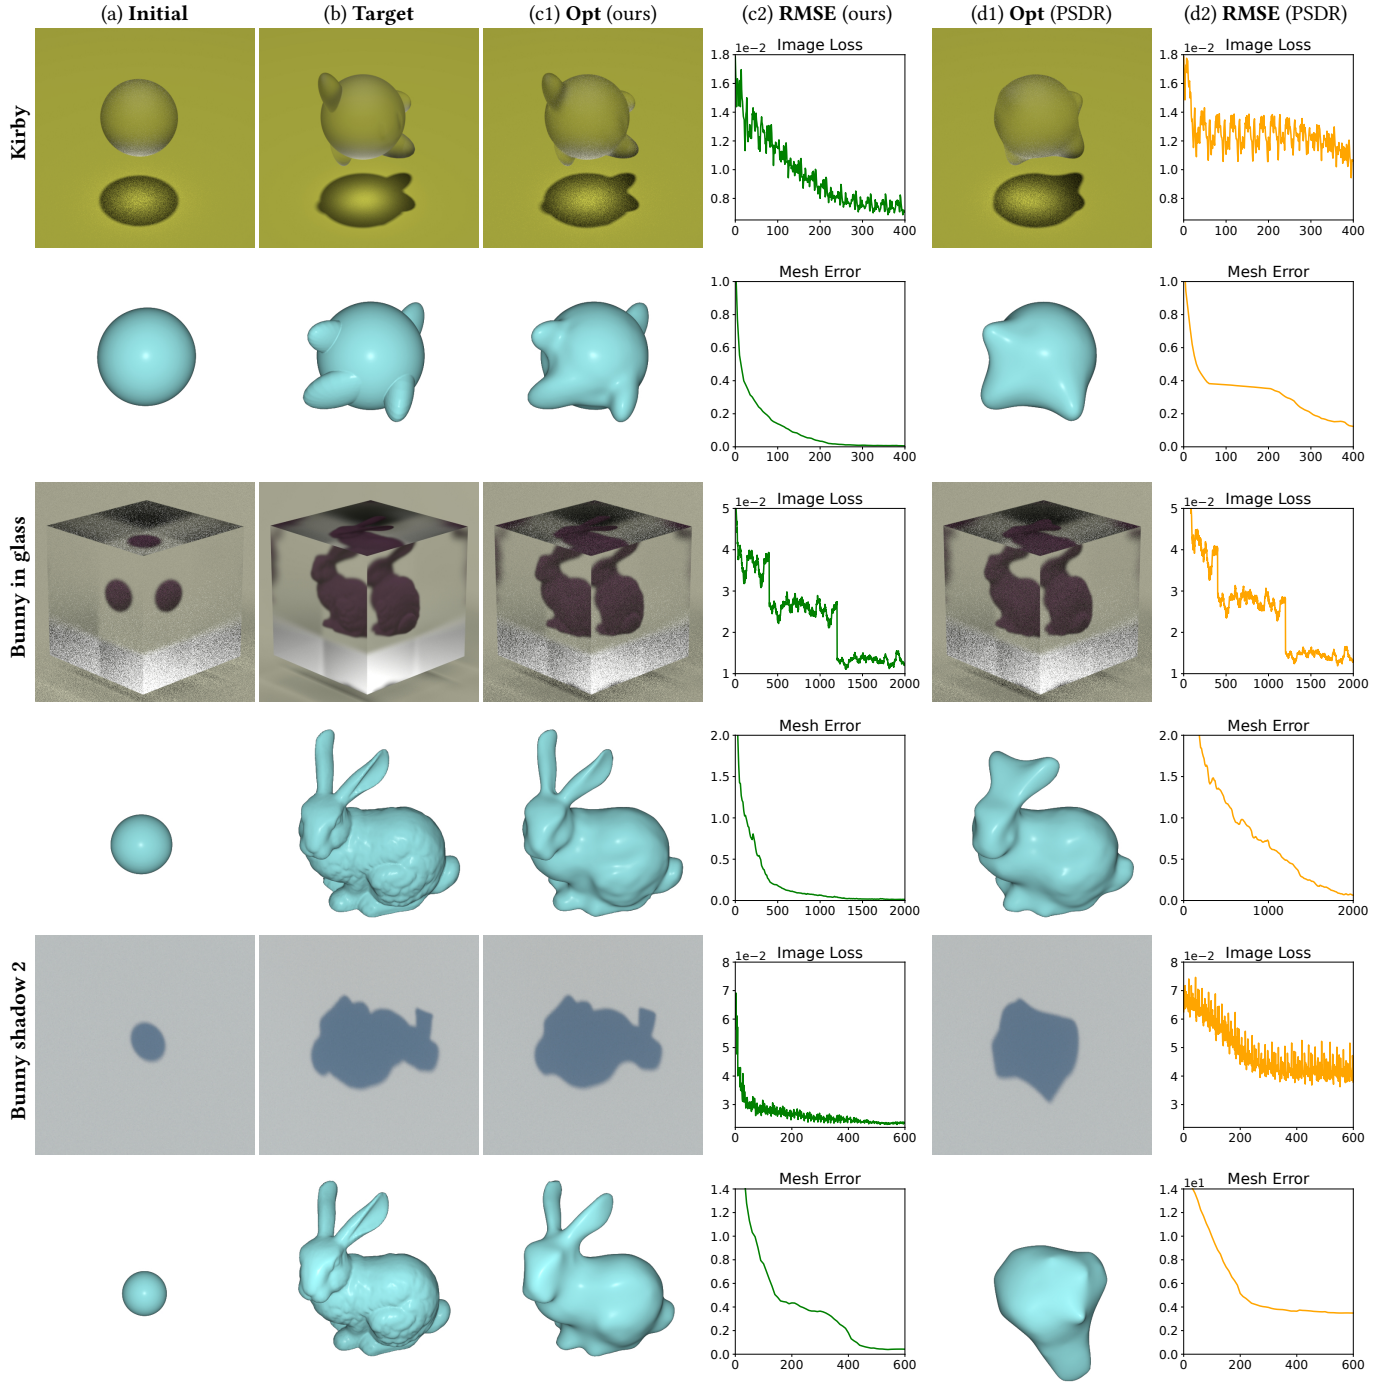 (a) Initial (b) Target (c1) Opt (ours) (c2) RMSE (ours) (d1) Opt (PSDR) (d2) RMSE (PSDR)
Kirby
1e−2 Image Loss
1.8
1.6
1.4
1.2
1.0
0.8
0 100 200 300 400
1e−2 Image Loss
1.8
1.6
1.4
1.2
1.0
0.8
0 100 200 300 400
Mesh Error
1.0
0.8
0.6
0.4
0.2
0.0
0 100 200 300 400
Mesh Error
1.0
0.8
0.6
0.4
0.2
0.0
0 100 200 300 400
Bunny in glass
1e−2 Image Loss
5
4
3
2
1
0 500 1000 1500 2000
1e−2 Image Loss
5
4
3
2
1
0 500 1000 1500 2000
Mesh Error
2.0
1.5
1.0
0.5
0.0
0 500 1000 1500 2000
Mesh Error
2.0
1.5
1.0
0.5
0.0
0 1000 2000
Bunny shadow 2
1e−2 Image Loss
8
7
6
5
4
3
0 200 400 600
1e−2 Image Loss
8
7
6
5
4
3
0 200 400 600
Mesh Error
1.4
1.2
1.0
0.8
0.6
0.4
0.2
0.0
0 200 400 600
1e1 Mesh Error
1.4
1.2
1.0
0.8
0.6
0.4
0.2
0.0
0 200 400 600